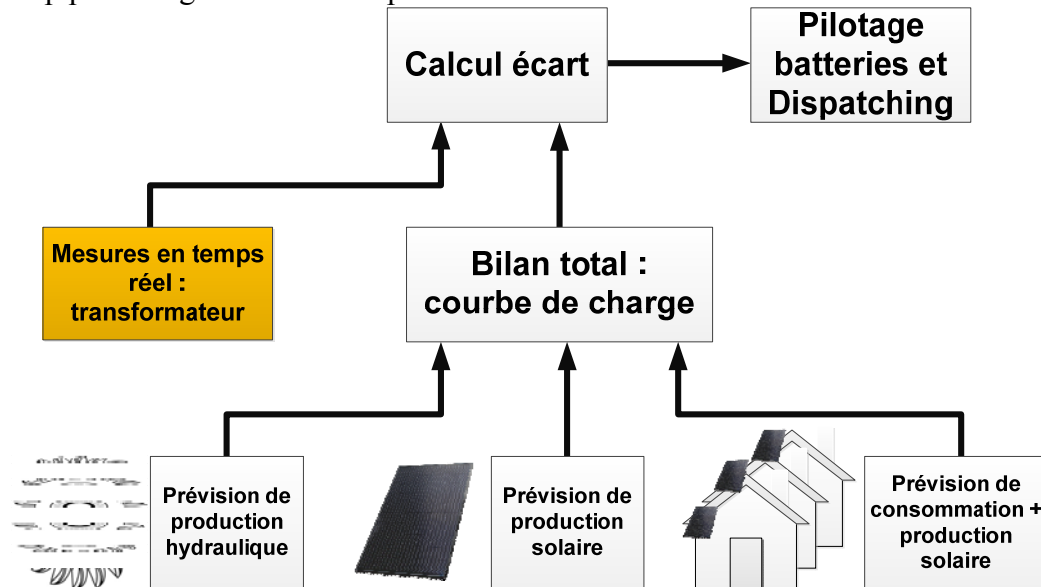 Calcul écart
Pilotage
batteries et
Dispatching
Mesures en temps
réel :
transformateur
Bilan total :
courbe de charge
Prévision de
production
hydraulique
Prévision de
production
solaire
Prévision de
consommation +
production
solaire